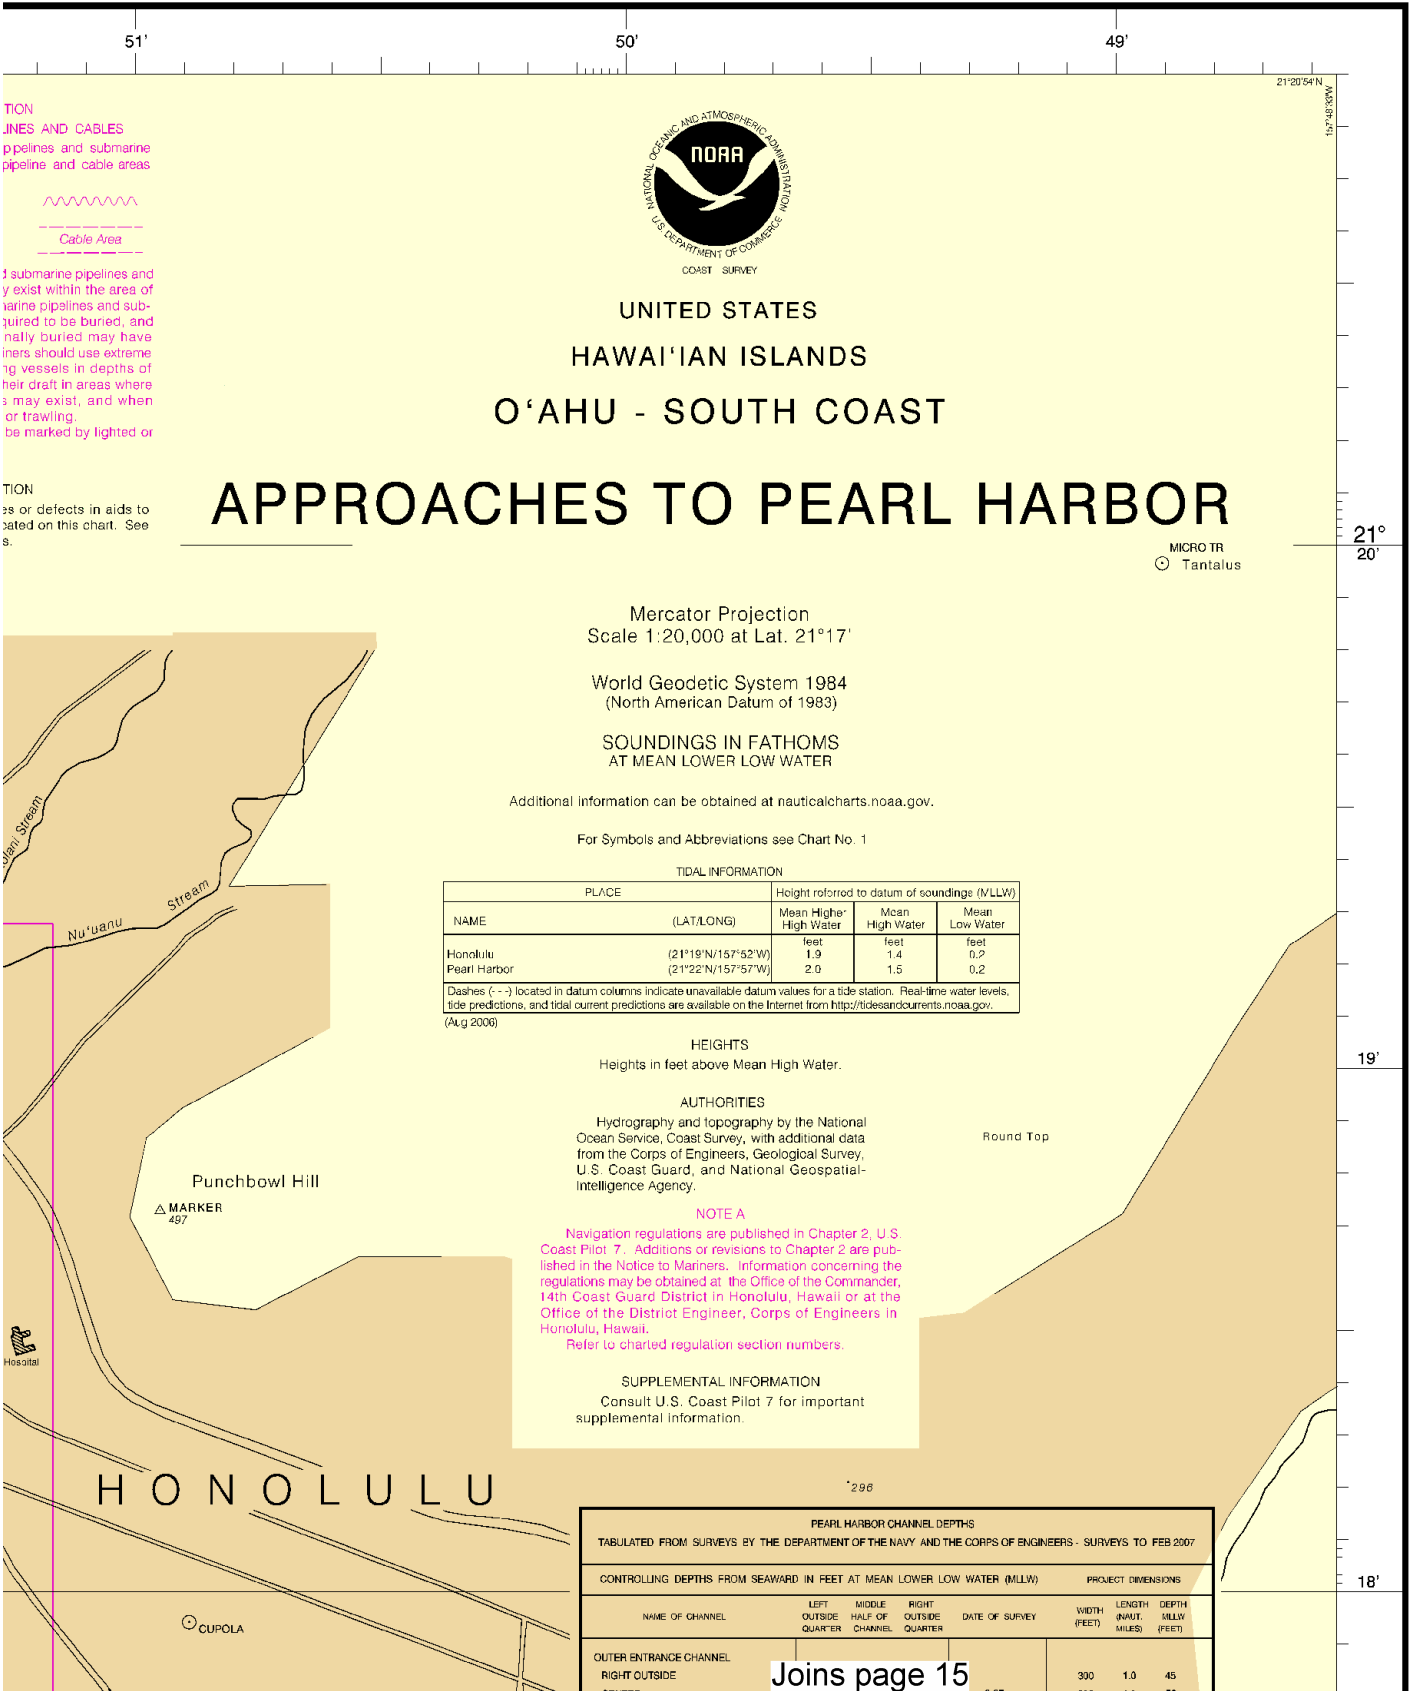 51'
50'
49'
21°20'54"N
157°48'33"W
TION
LINES AND CABLES
pipelines and submarine
pipeline and cable areas
Cable Area
d submarine pipelines and
y exist within the area of
marine pipelines and sub-
quired to be buried, and
nally buried may have
iners should use extreme
ng vessels in depths of
heir draft in areas where
s may exist, and when
or trawling.
be marked by lighted or
TION
es or defects in aids to
cated on this chart. See
s.
NATIONAL OCEANIC AND ATMOSPHERIC ADMINISTRATION
U.S. DEPARTMENT OF COMMERCE
NOAA
COAST SURVEY
UNITED STATES
HAWAI‘IAN ISLANDS
O‘AHU - SOUTH COAST
APPROACHES TO PEARL HARBOR
21°
20'
MICRO TR
Tantalus
Mercator Projection
Scale 1:20,000 at Lat. 21°17'
World Geodetic System 1984
(North American Datum of 1983)
SOUNDINGS IN FATHOMS
AT MEAN LOWER LOW WATER
Additional information can be obtained at nauticalcharts.noaa.gov.
For Symbols and Abbreviations see Chart No. 1
TIDAL INFORMATION
PLACE Height referred to datum of soundings (MLLW)
NAME (LAT/LONG) Mean Higher High Water Mean High Water Mean Low Water
feet feet feet
Honolulu (21°19'N/157°52'W) 1.9 1.4 0.2
Pearl Harbor (21°22'N/157°57'W) 2.0 1.5 0.2
Dashes (- - -) located in datum columns indicate unavailable datum values for a tide station. Real-time water levels,
tide predictions, and tidal current predictions are available on the Internet from http://tidesandcurrents.noaa.gov.
(Aug 2006)
Stream
Nu‘uanu Stream
HEIGHTS
Heights in feet above Mean High Water.
19'
AUTHORITIES
Hydrography and topography by the National
Ocean Service, Coast Survey, with additional data
from the Corps of Engineers, Geological Survey,
U.S. Coast Guard, and National Geospatial-
Intelligence Agency.
Round Top
Punchbowl Hill
MARKER
497
NOTE A
Navigation regulations are published in Chapter 2, U.S.
Coast Pilot 7. Additions or revisions to Chapter 2 are pub-
lished in the Notice to Mariners. Information concerning the
regulations may be obtained at the Office of the Commander,
14th Coast Guard District in Honolulu, Hawaii or at the
Office of the District Engineer, Corps of Engineers in
Honolulu, Hawaii.
Refer to charted regulation section numbers.
Hospital
SUPPLEMENTAL INFORMATION
Consult U.S. Coast Pilot 7 for important
supplemental information.
HONOLULU
296
PEARL HARBOR CHANNEL DEPTHS
TABULATED FROM SURVEYS BY THE DEPARTMENT OF THE NAVY AND THE CORPS OF ENGINEERS - SURVEYS TO FEB 2007
CONTROLLING DEPTHS FROM SEAWARD IN FEET AT MEAN LOWER LOW WATER (MLLW) PROJECT DIMENSIONS
18'
NAME OF CHANNEL LEFT OUTSIDE QUARTER MIDDLE HALF OF CHANNEL RIGHT OUTSIDE QUARTER DATE OF SURVEY WIDTH (FEET) LENGTH (NAUT. MILES) DEPTH MLLW (FEET)
CUPOLA
OUTER ENTRANCE CHANNEL
RIGHT OUTSIDE 300 1.0 45
Joins page 15